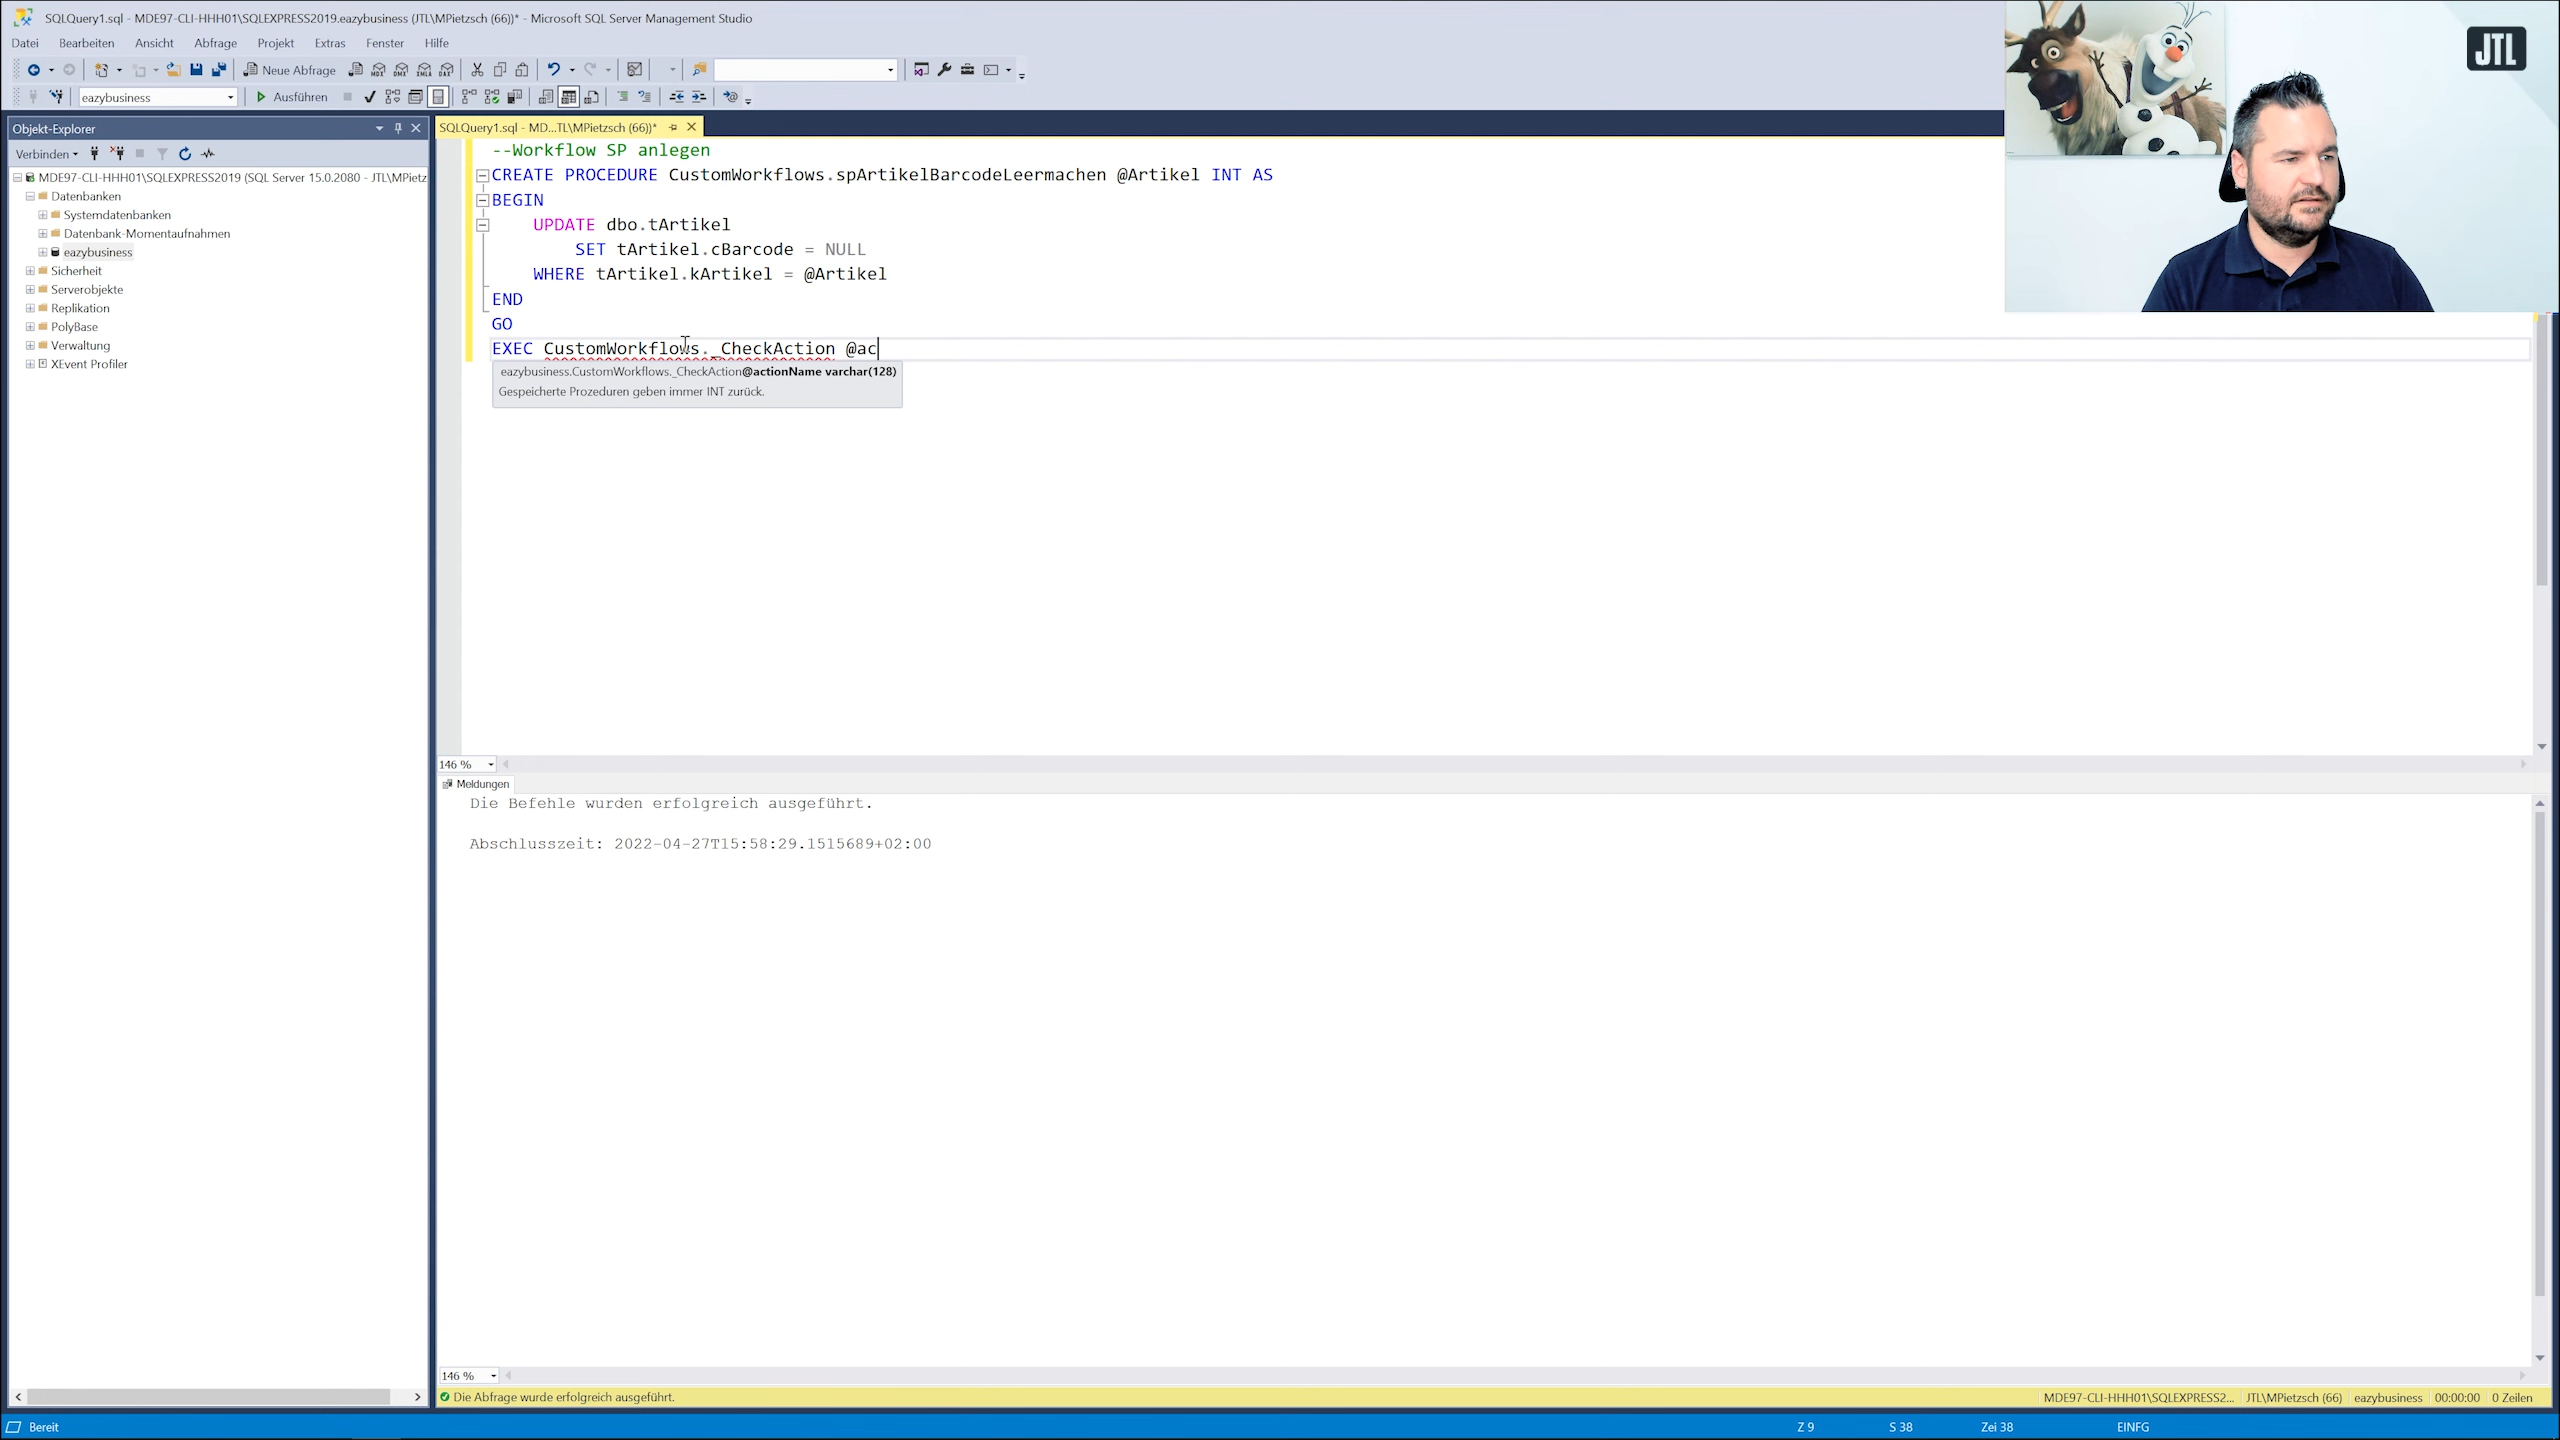 SQLQuery1.sql - MDE97-CLI-HHH01\SQLEXPRESS2019.eazybusiness (JTL\MPietzsch (66))* - Microsoft SQL Server Management Studio
Datei Bearbeiten Ansicht Abfrage Projekt Extras Fenster Hilfe
Neue Abfrage MDX DMX XMLA DAX
eazybusiness Ausführen
JTL
Objekt-Explorer
Verbinden
MDE97-CLI-HHH01\SQLEXPRESS2019 (SQL Server 15.0.2080 - JTL\MPietz
Datenbanken
Systemdatenbanken
Datenbank-Momentaufnahmen
eazybusiness
Sicherheit
Serverobjekte
Replikation
PolyBase
Verwaltung
XEvent Profiler
SQLQuery1.sql - MD...TL\MPietzsch (66))*
--Workflow SP anlegen
CREATE PROCEDURE CustomWorkflows.spArtikelBarcodeLeermachen @Artikel INT AS
BEGIN
UPDATE dbo.tArtikel
SET tArtikel.cBarcode = NULL
WHERE tArtikel.kArtikel = @Artikel
END
GO
EXEC CustomWorkflows._CheckAction @ac
eazybusiness.CustomWorkflows._CheckAction@actionName varchar(128)
Gespeicherte Prozeduren geben immer INT zurück.
146 %
Meldungen
Die Befehle wurden erfolgreich ausgeführt.
Abschlusszeit: 2022-04-27T15:58:29.1515689+02:00
146 %
Die Abfrage wurde erfolgreich ausgeführt. MDE97-CLI-HHH01\SQLEXPRESS2... JTL\MPietzsch (66) eazybusiness 00:00:00 0 Zeilen
Bereit Z 9 S 38 Zei 38 EINFG